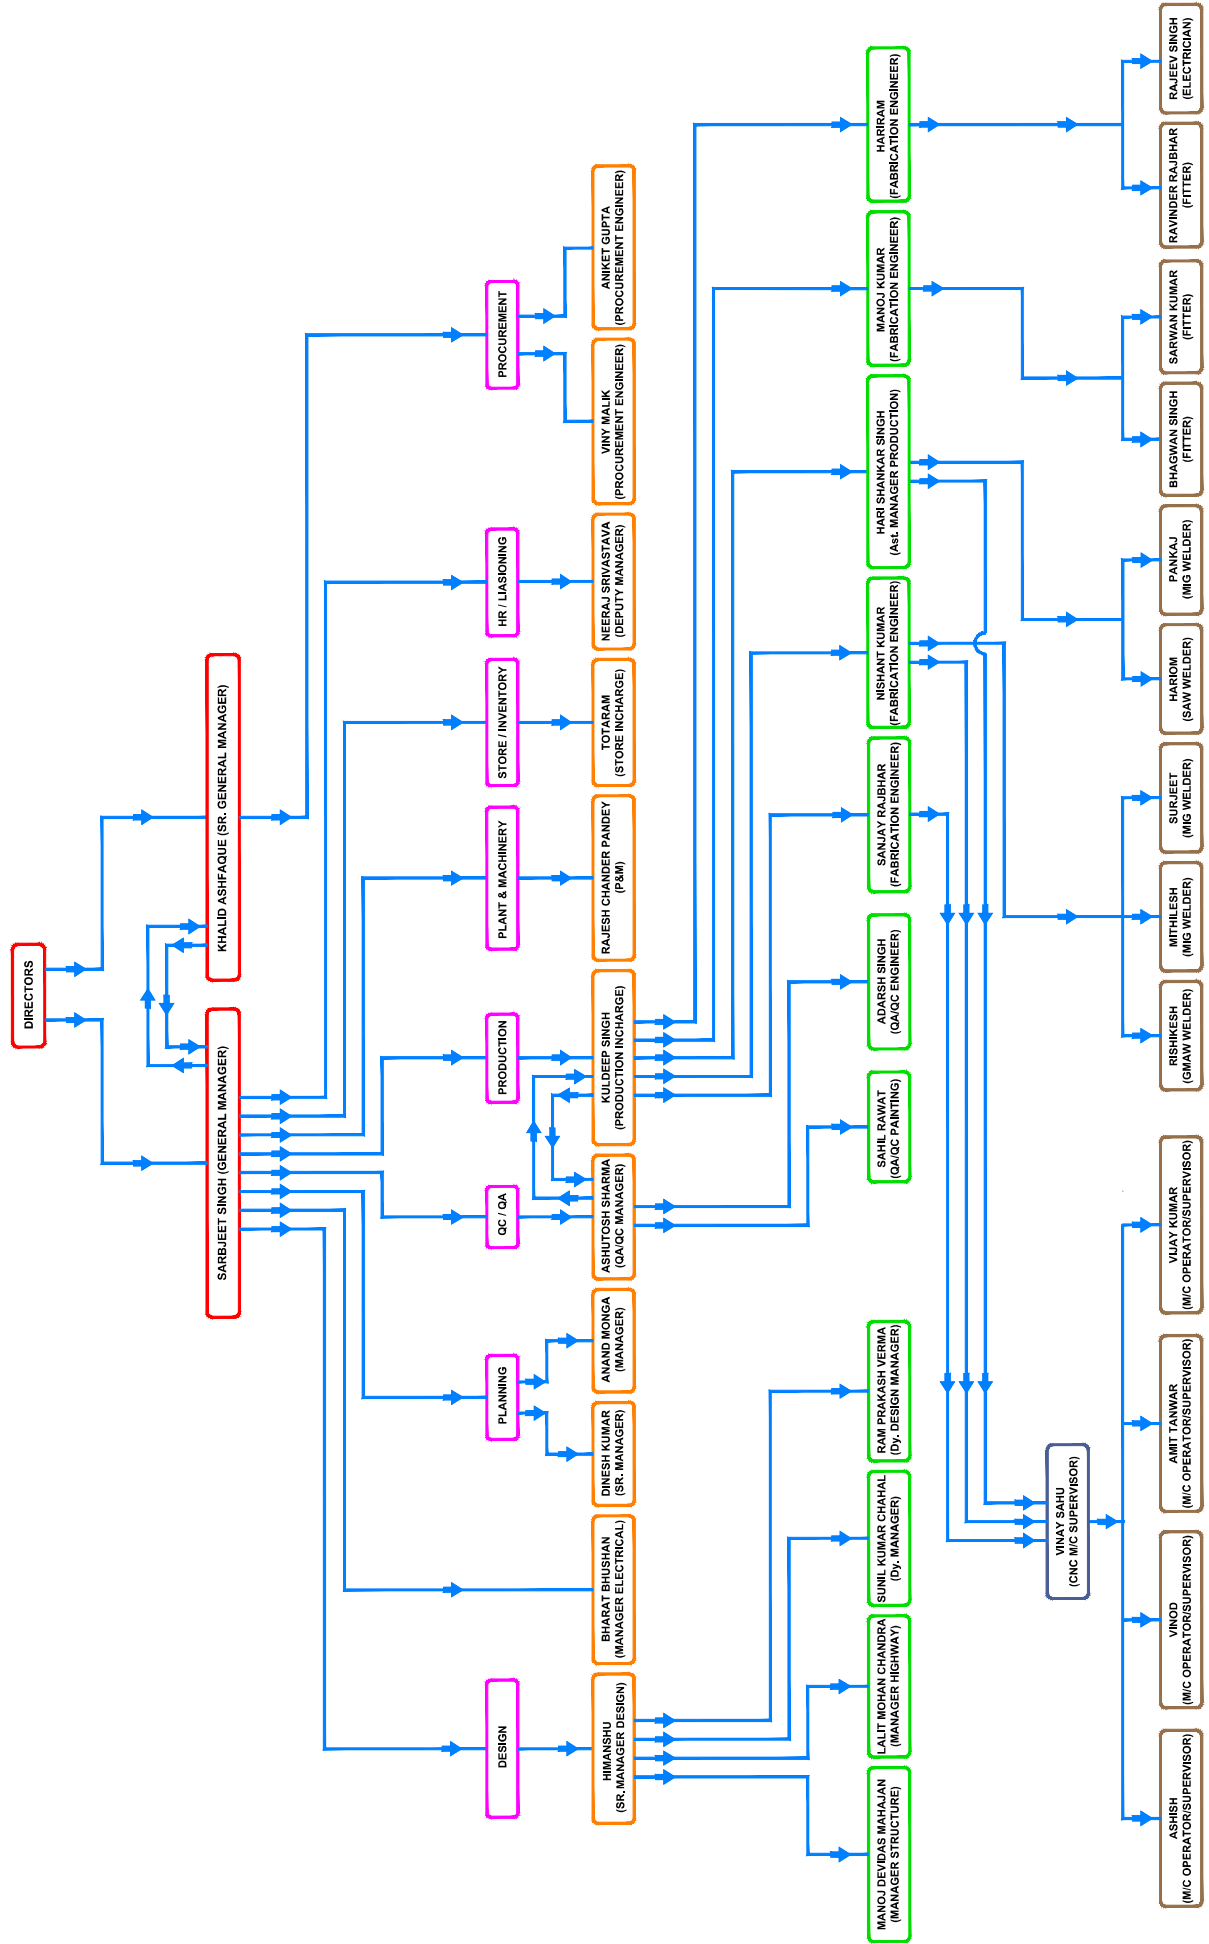 DIRECTORS
SARBJEET SINGH (GENERAL MANAGER)
KHALID ASHFAQUE (SR. GENERAL MANAGER)
DESIGN
PLANNING
QC / QA
PRODUCTION
PLANT & MACHINERY
STORE / INVENTORY
HR / LIASIONING
PROCUREMENT
HIMANSHU
(SR. MANAGER DESIGN)
BHARAT BHUSHAN
(MANAGER ELECTRICAL)
DINESH KUMAR
(SR. MANAGER)
ANAND MONGA
(MANAGER)
ASHUTOSH SHARMA
(QA/QC MANAGER)
KULDEEP SINGH
(PRODUCTION INCHARGE)
RAJESH CHANDER PANDEY
(P&M)
TOTARAM
(STORE INCHARGE)
NEERAJ SRIVASTAVA
(DEPUTY MANAGER)
VINY MALIK
(PROCUREMENT ENGINEER)
ANIKET GUPTA
(PROCUREMENT ENGINEER)
MANOJ DEVIDAS MAHAJAN
(MANAGER STRUCTURE)
LALIT MOHAN CHANDRA
(MANAGER HIGHWAY)
SUNIL KUMAR CHAHAL
(Dy. MANAGER)
RAM PRAKASH VERMA
(Dy. DESIGN MANAGER)
SAHIL RAWAT
(QA/QC PAINTING)
ADARSH SINGH
(QA/QC ENGINEER)
SANJAY RAJBHAR
(FABRICATION ENGINEER)
NISHANT KUMAR
(FABRICATION ENGINEER)
HARI SHANKAR SINGH
(Ast. MANAGER PRODUCTION)
MANOJ KUMAR
(FABRICATION ENGINEER)
HARIRAM
(FABRICATION ENGINEER)
VINAY SAHU
(CNC M/C SUPERVISOR)
ASHISH
(M/C OPERATOR/SUPERVISOR)
VINOD
(M/C OPERATOR/SUPERVISOR)
AMIT TANWAR
(M/C OPERATOR/SUPERVISOR)
VIJAY KUMAR
(M/C OPERATOR/SUPERVISOR)
RISHIKESH
(GMAW WELDER)
MITHILESH
(MIG WELDER)
SURJEET
(MIG WELDER)
HARIOM
(SAW WELDER)
PANKAJ
(MIG WELDER)
BHAGWAN SINGH
(FITTER)
SARWAN KUMAR
(FITTER)
RAVINDER RAJBHAR
(FITTER)
RAJEEV SINGH
(ELECTRICIAN)